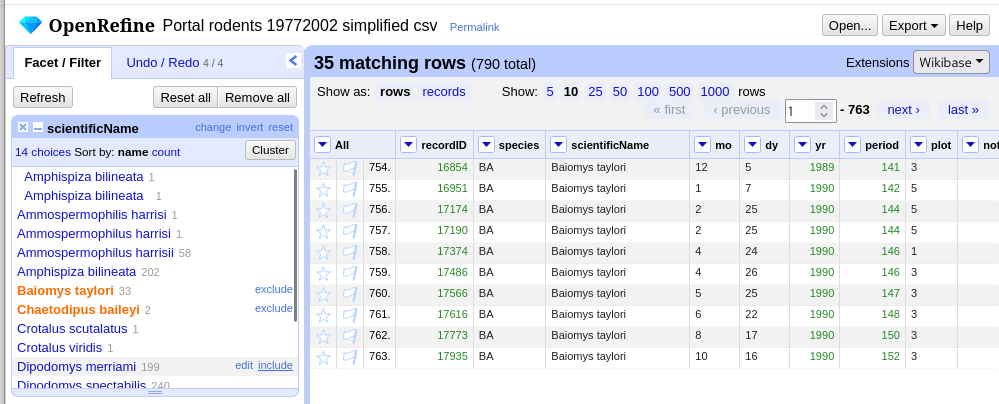 OpenRefine Portal rodents 19772002 simplified csv Permalink Open... Export Help
Facet / Filter Undo / Redo 4 / 4
Refresh Reset all Remove all
scientificName change invert reset
14 choices Sort by: name count Cluster
Amphispiza bilineata 1
Amphispiza bilineata 1
Ammospermophilis harrisi 1
Ammospermophilus harrisi 1
Ammospermophilus harrisii 58
Amphispiza bilineata 202
Baiomys taylori 33 exclude
Chaetodipus baileyi 2 exclude
Crotalus scutalatus 1
Crotalus viridis 1
Dipodomys merriami 199 edit include
Dipodomys spectabilis 240
35 matching rows (790 total) Extensions Wikibase
Show as: rows records Show: 5 10 25 50 100 500 1000 rows
« first ‹ previous 1 - 763 next › last »
All recordID species scientificName mo dy yr period plot not
754. 16854 BA Baiomys taylori 12 5 1989 141 3
755. 16951 BA Baiomys taylori 1 7 1990 142 5
756. 17174 BA Baiomys taylori 2 25 1990 144 5
757. 17190 BA Baiomys taylori 2 25 1990 144 5
758. 17374 BA Baiomys taylori 4 24 1990 146 1
759. 17486 BA Baiomys taylori 4 26 1990 146 3
760. 17566 BA Baiomys taylori 5 25 1990 147 3
761. 17616 BA Baiomys taylori 6 22 1990 148 3
762. 17773 BA Baiomys taylori 8 17 1990 150 3
763. 17935 BA Baiomys taylori 10 16 1990 152 3